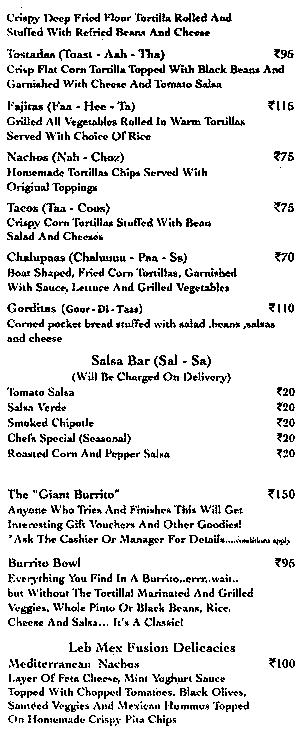 Crispy Deep Fried Flour Tortilla Rolled And
Stuffed With Refried Beans And Cheese
Tostadas (Toast - Aah - Tha) ₹95
Crisp Flat Corn Tortilla Topped With Black Beans And
Garnished With Cheese And Tomato Salsa
Fajitas (Faa - Hee - Ta) ₹115
Grilled All Vegetables Rolled In Warm Tortillas
Served With Choice Of Rice
Nachos (Nah - Choz) ₹75
Homemade Tortillas Chips Served With
Original Toppings
Tacos (Taa - Cous) ₹75
Crispy Corn Tortillas Stuffed With Bean
Salad And Cheeses
Chalupaas (Chaluuuu - Paa - Ss) ₹70
Boat Shaped, Fried Corn Tortillas, Garnished
With Sauce, Lettuce And Grilled Vegetables
Gorditas (Gour - Di - Taas) ₹110
Corned pocket bread stuffed with salad ,beans ,salsas
and cheese
Salsa Bar (Sal - Sa)
(Will Be Charged On Delivery)
Tomato Salsa ₹20
Salsa Verde ₹20
Smoked Chipotle ₹20
Chefs Special (Seasonal) ₹20
Roasted Corn And Pepper Salsa ₹20
The "Giant Burrito" ₹150
Anyone Who Tries And Finishes This Will Get
Interesting Gift Vouchers And Other Goodies!
*Ask The Cashier Or Manager For Details.....conditions apply
Burrito Bowl ₹95
Everything You Find In A Burrito..errr..wait..
but Without The Tortilla! Marinated And Grilled
Veggies, Whole Pinto Or Black Beans, Rice,
Cheese And Salsa... It's A Classic!
Leb Mex Fusion Delicacies
Mediterranean Nachos ₹100
Layer Of Feta Cheese, Mint Yoghurt Sauce
Topped With Chopped Tomatoes, Black Olives,
Sauteed Veggies And Mexican Hummus Topped
On Homemade Crispy Pita Chips